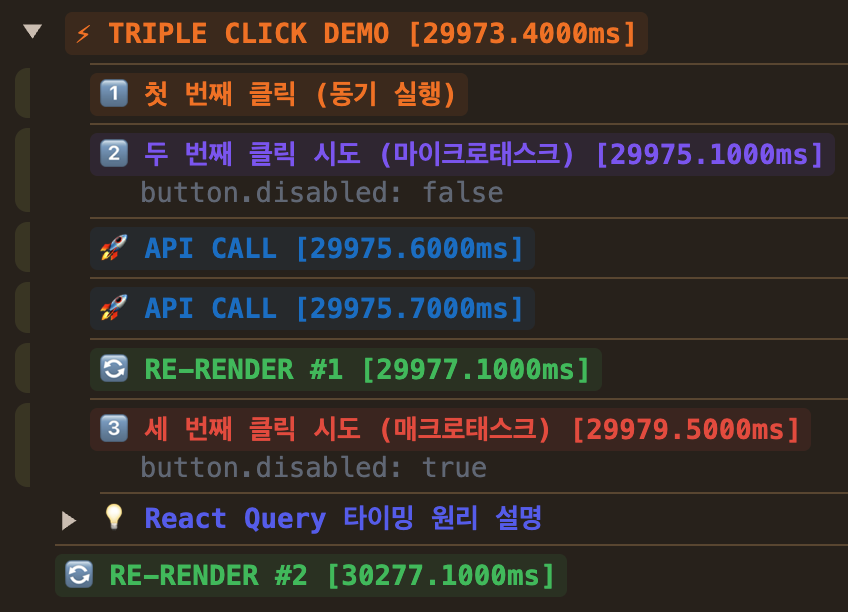 ▼ ⚡ TRIPLE CLICK DEMO [29973.4000ms]
1️⃣ 첫 번째 클릭 (동기 실행)
2️⃣ 두 번째 클릭 시도 (마이크로태스크) [29975.1000ms]
button.disabled: false
🚀 API CALL [29975.6000ms]
🚀 API CALL [29975.7000ms]
🔄 RE-RENDER #1 [29977.1000ms]
3️⃣ 세 번째 클릭 시도 (매크로태스크) [29979.5000ms]
button.disabled: true
▶ 💡 React Query 타이밍 원리 설명
🔄 RE-RENDER #2 [30277.1000ms]